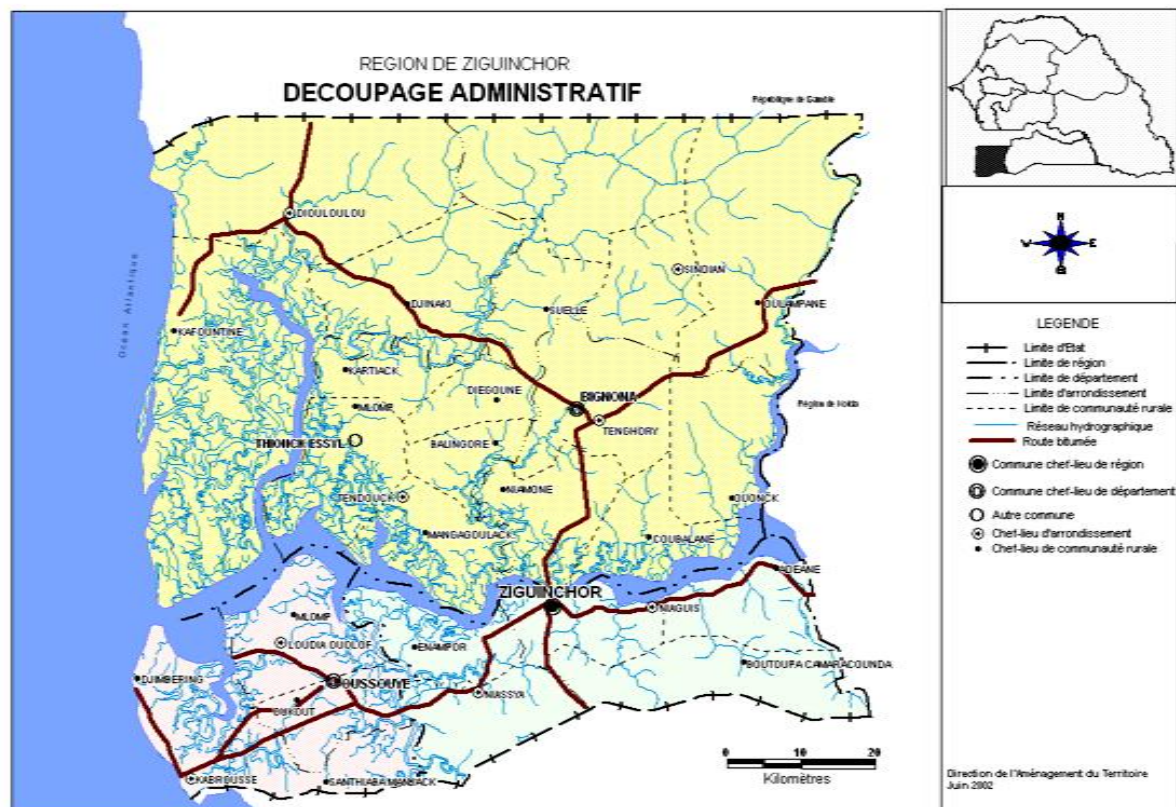 REGION DE ZIGUINCHOR
DECOUPAGE ADMINISTRATIF
République de Gambie
Océan Atlantique
DIOULOULOU
SINDIAN
DJINAKI
SUELLE
OULAMPANE
KAFOUNTINE
KARTIACK
DIEGOUNE
BIGNONA
MLOMP
TENGHORY
THIONCK ESSYL
BALINGORE
TENDOUCK
NIAMONE
OUONCK
MANGAGOULACK
COUBALANE
ADEANE
ZIGUINCHOR
NIAGUIS
MLOMP
LOUDIA OUOLOF
ENAMPOR
BOUTOUPA CAMARACOUNDA
DJIMBERING
OUSSOUYE
NIASSYA
OUKOUT
KABROUSSE
SANTHIABA MANJACK
0 10 20
Kilomètres
N
W E
LEGENDE
Limite d'Etat
Limite de région
Limite de département
Limite d'arrondissement
Limite de communauté rurale
Réseau hydrographique
Route bitumée
Commune chef-lieu de région
Commune chef-lieu de département
Autre commune
Chef-lieu d'arrondissement
Chef-lieu de communauté rurale
Direction de l'Aménagement du Territoire
Juin 2002